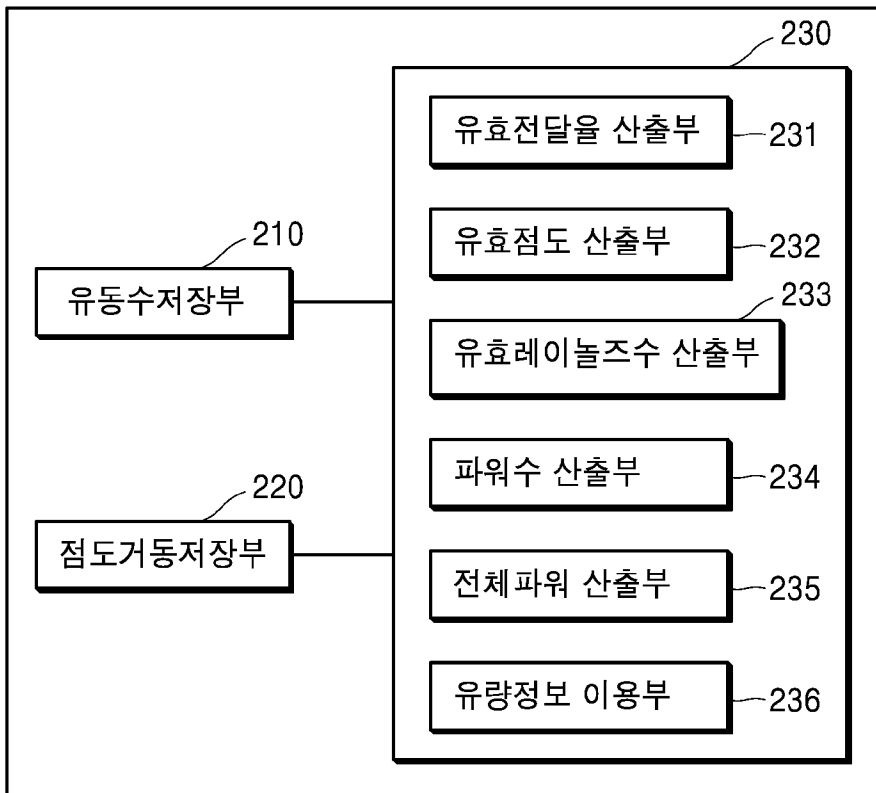 230
유효전달율 산출부
231
210
유동수저장부
유효점도 산출부
232
233
유효레이놀즈수 산출부
220
점도거동저장부
파워수 산출부
234
전체파워 산출부
235
유량정보 이용부
236